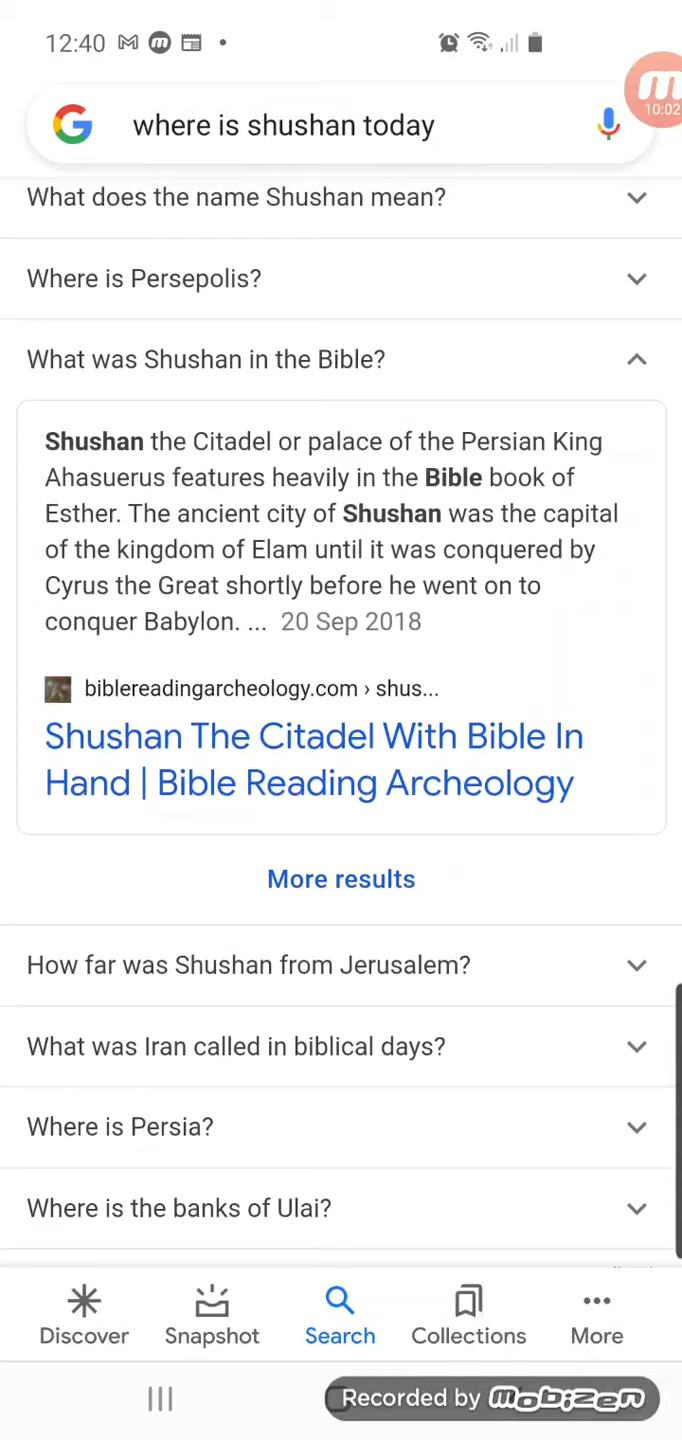 12:40
10:02
where is shushan today
What does the name Shushan mean?
Where is Persepolis?
What was Shushan in the Bible?
Shushan the Citadel or palace of the Persian King
Ahasuerus features heavily in the Bible book of
Esther. The ancient city of Shushan was the capital
of the kingdom of Elam until it was conquered by
Cyrus the Great shortly before he went on to
conquer Babylon. ... 20 Sep 2018
biblereadingarcheology.com › shus...
Shushan The Citadel With Bible In
Hand | Bible Reading Archeology
More results
How far was Shushan from Jerusalem?
What was Iran called in biblical days?
Where is Persia?
Where is the banks of Ulai?
Discover Snapshot Search Collections More
Recorded by mobizen